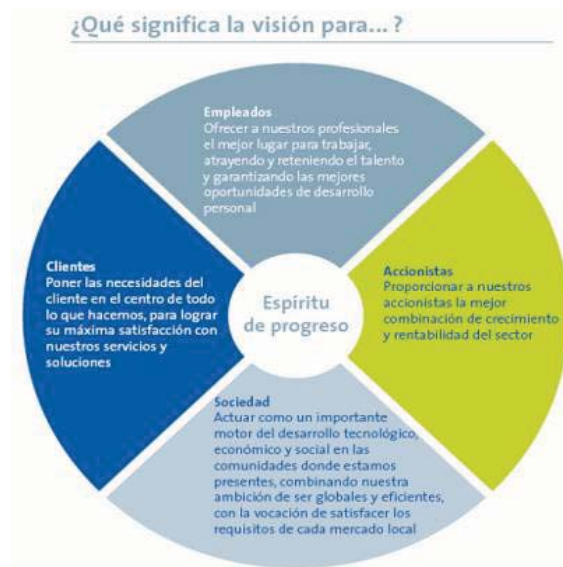 ¿Qué significa la visión para... ?
Empleados
Ofrecer a nuestros profesionales
el mejor lugar para trabajar,
atrayendo y reteniendo el talento
y garantizando las mejores
oportunidades de desarrollo
personal
Clientes
Poner las necesidades del
cliente en el centro de todo
lo que hacemos, para lograr
su máxima satisfacción con
nuestros servicios y
soluciones
Espíritu
de progreso
Accionistas
Proporcionar a nuestros
accionistas la mejor
combinación de crecimiento
y rentabilidad del sector
Sociedad
Actuar como un importante
motor del desarrollo tecnológico,
económico y social en las
comunidades donde estamos
presentes, combinando nuestra
ambición de ser globales y eficientes,
con la vocación de satisfacer los
requisitos de cada mercado local